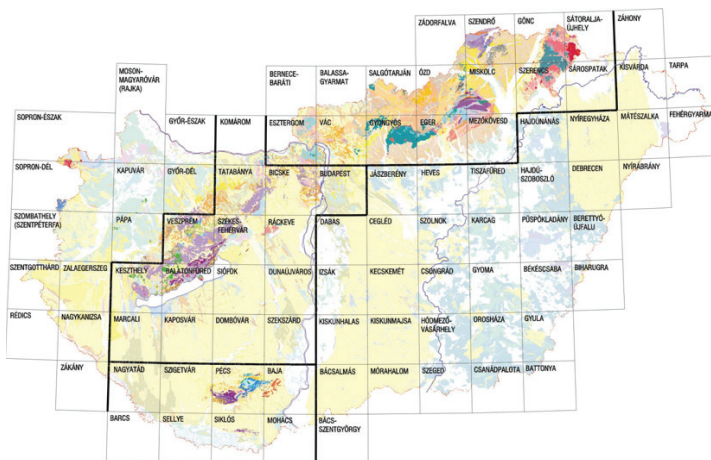 ZÁDORFALVA
SZENDRŐ
GÖNC
SÁTORALJA-
ÚJHELY
ZÁHONY
MOSON-
MAGYARÓVÁR
(RAJKA)
BERNECE-
BARÁTI
BALASSA-
GYARMAT
SALGÓTARJÁN
ÓZD
MISKOLC
SZERENCS
SÁROSPATAK
KISVÁRDA
TARPA
SOPRON-ÉSZAK
GYŐR-ÉSZAK
KOMÁROM
ESZTERGOM
VÁC
GYÖNGYÖS
EGER
MEZŐKÖVESD
HAJDÚNÁNÁS
NYÍREGYHÁZA
MÁTÉSZALKA
FEHÉRGYARMAT
SOPRON-DÉL
KAPUVÁR
GYŐR-DÉL
TATABÁNYA
BICSKE
BUDAPEST
JÁSZBERÉNY
HEVES
TISZAFÜRED
HAJDÚ-
SZOBOSZLÓ
DEBRECEN
NYÍRÁBRÁNY
SZOMBATHELY
(SZENTPÉTERFA)
PÁPA
VESZPRÉM
SZÉKES-
FEHÉRVÁR
RÁCKEVE
DABAS
CEGLÉD
SZOLNOK
KARCAG
PÜSPÖKLADÁNY
BERETTYÓ-
ÚJFALU
SZENTGOTTHÁRD
ZALAEGERSZEG
KESZTHELY
BALATONFÜRED
SIÓFOK
DUNAÚJVÁROS
IZSÁK
KECSKEMÉT
CSONGRÁD
GYOMA
BÉKÉSCSABA
BIHARUGRA
RÉDICS
NAGYKANIZSA
MARCALI
KAPOSVÁR
DOMBÓVÁR
SZEKSZÁRD
KISKUNHALAS
KISKUNMAJSA
HÓDMEZŐ-
VÁSÁRHELY
OROSHÁZA
GYULA
ZÁKÁNY
NAGYATÁD
SZIGETVÁR
PÉCS
BAJA
BÁCSALMÁS
MÓRAHALOM
SZEGED
CSANÁDPALOTA
BATTONYA
BARCS
SELLYE
SIKLÓS
MOHÁCS
BÁCS-
SZENTGYÖRGY